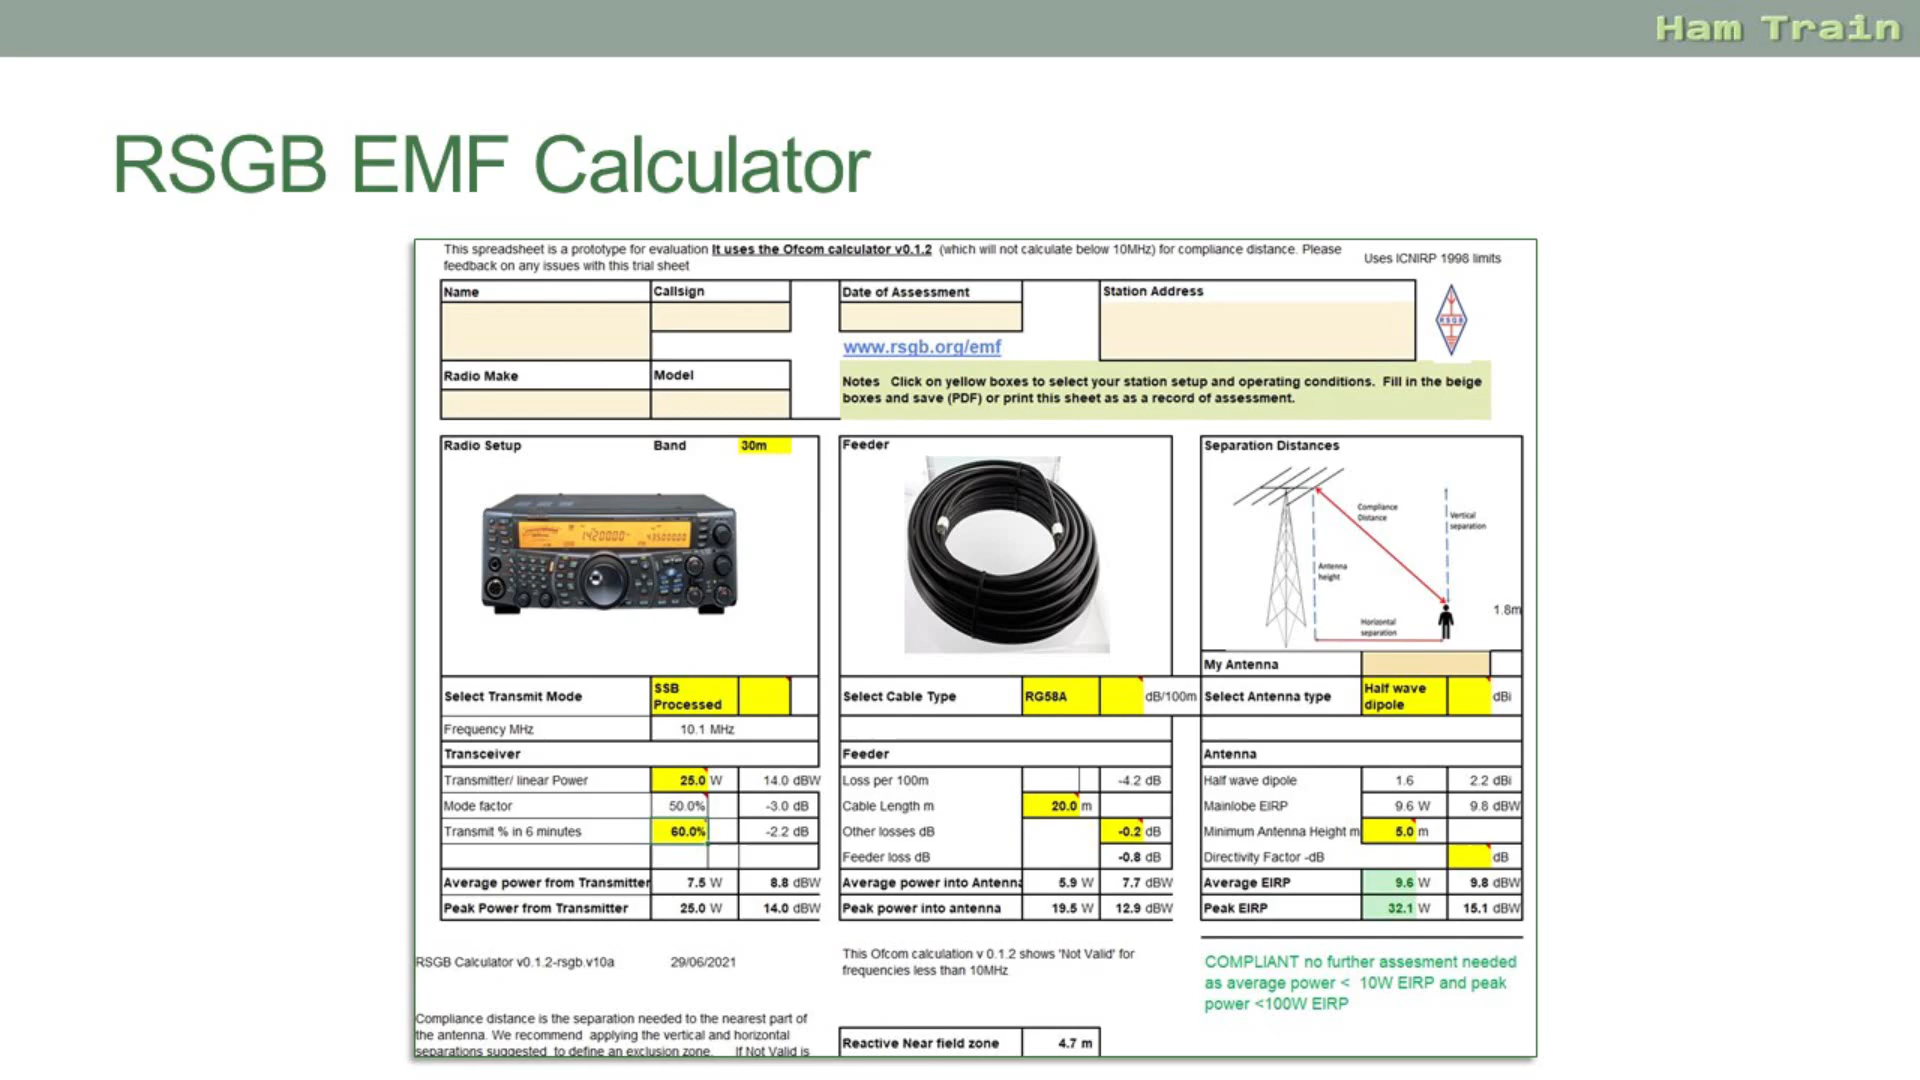 Ham Train
RSGB EMF Calculator
This spreadsheet is a prototype for evaluation It uses the Ofcom calculator v0.1.2 (which will not calculate below 10MHz) for compliance distance. Please
feedback on any issues with this trial sheet
Uses ICNIRP 1998 limits
Name Callsign Date of Assessment Station Address
RSGB
www.rsgb.org/emf
Radio Make Model
Notes Click on yellow boxes to select your station setup and operating conditions. Fill in the beige
boxes and save (PDF) or print this sheet as as a record of assessment.
Radio Setup Band 30m Feeder Separation Distances
Compliance
Distance
Vertical
separation
Antenna
height
1.8m
Horizontal
separation
My Antenna
Select Transmit Mode SSB
Processed
Select Cable Type RG58A dB/100m
Select Antenna type Half wave
dipole dBi
Frequency MHz 10.1 MHz
Transceiver Feeder Antenna
Transmitter/ linear Power 25.0 W 14.0 dBW Loss per 100m -4.2 dB Half wave dipole 1.6 2.2 dBi
Mode factor 50.0% -3.0 dB Cable Length m 20.0 m Mainlobe EIRP 9.6 W 9.8 dBW
Transmit % in 6 minutes 60.0% -2.2 dB Other losses dB -0.2 dB Minimum Antenna Height m 5.0 m
Feeder loss dB -0.8 dB Directivity Factor -dB dB
Average power from Transmitter 7.5 W 8.8 dBW Average power into Antenna 5.9 W 7.7 dBW Average EIRP 9.6 W 9.8 dBW
Peak Power from Transmitter 25.0 W 14.0 dBW Peak power into antenna 19.5 W 12.9 dBW Peak EIRP 32.1 W 15.1 dBW
RSGB Calculator v0.1.2-rsgb.v10a 29/06/2021
This Ofcom calculation v 0.1.2 shows 'Not Valid' for
frequencies less than 10MHz
COMPLIANT no further assesment needed
as average power < 10W EIRP and peak
power <100W EIRP
Compliance distance is the separation needed to the nearest part of
the antenna. We recommend applying the vertical and horizontal
separations suggested to define an exclusion zone. If Not Valid is
Reactive Near field zone 4.7 m